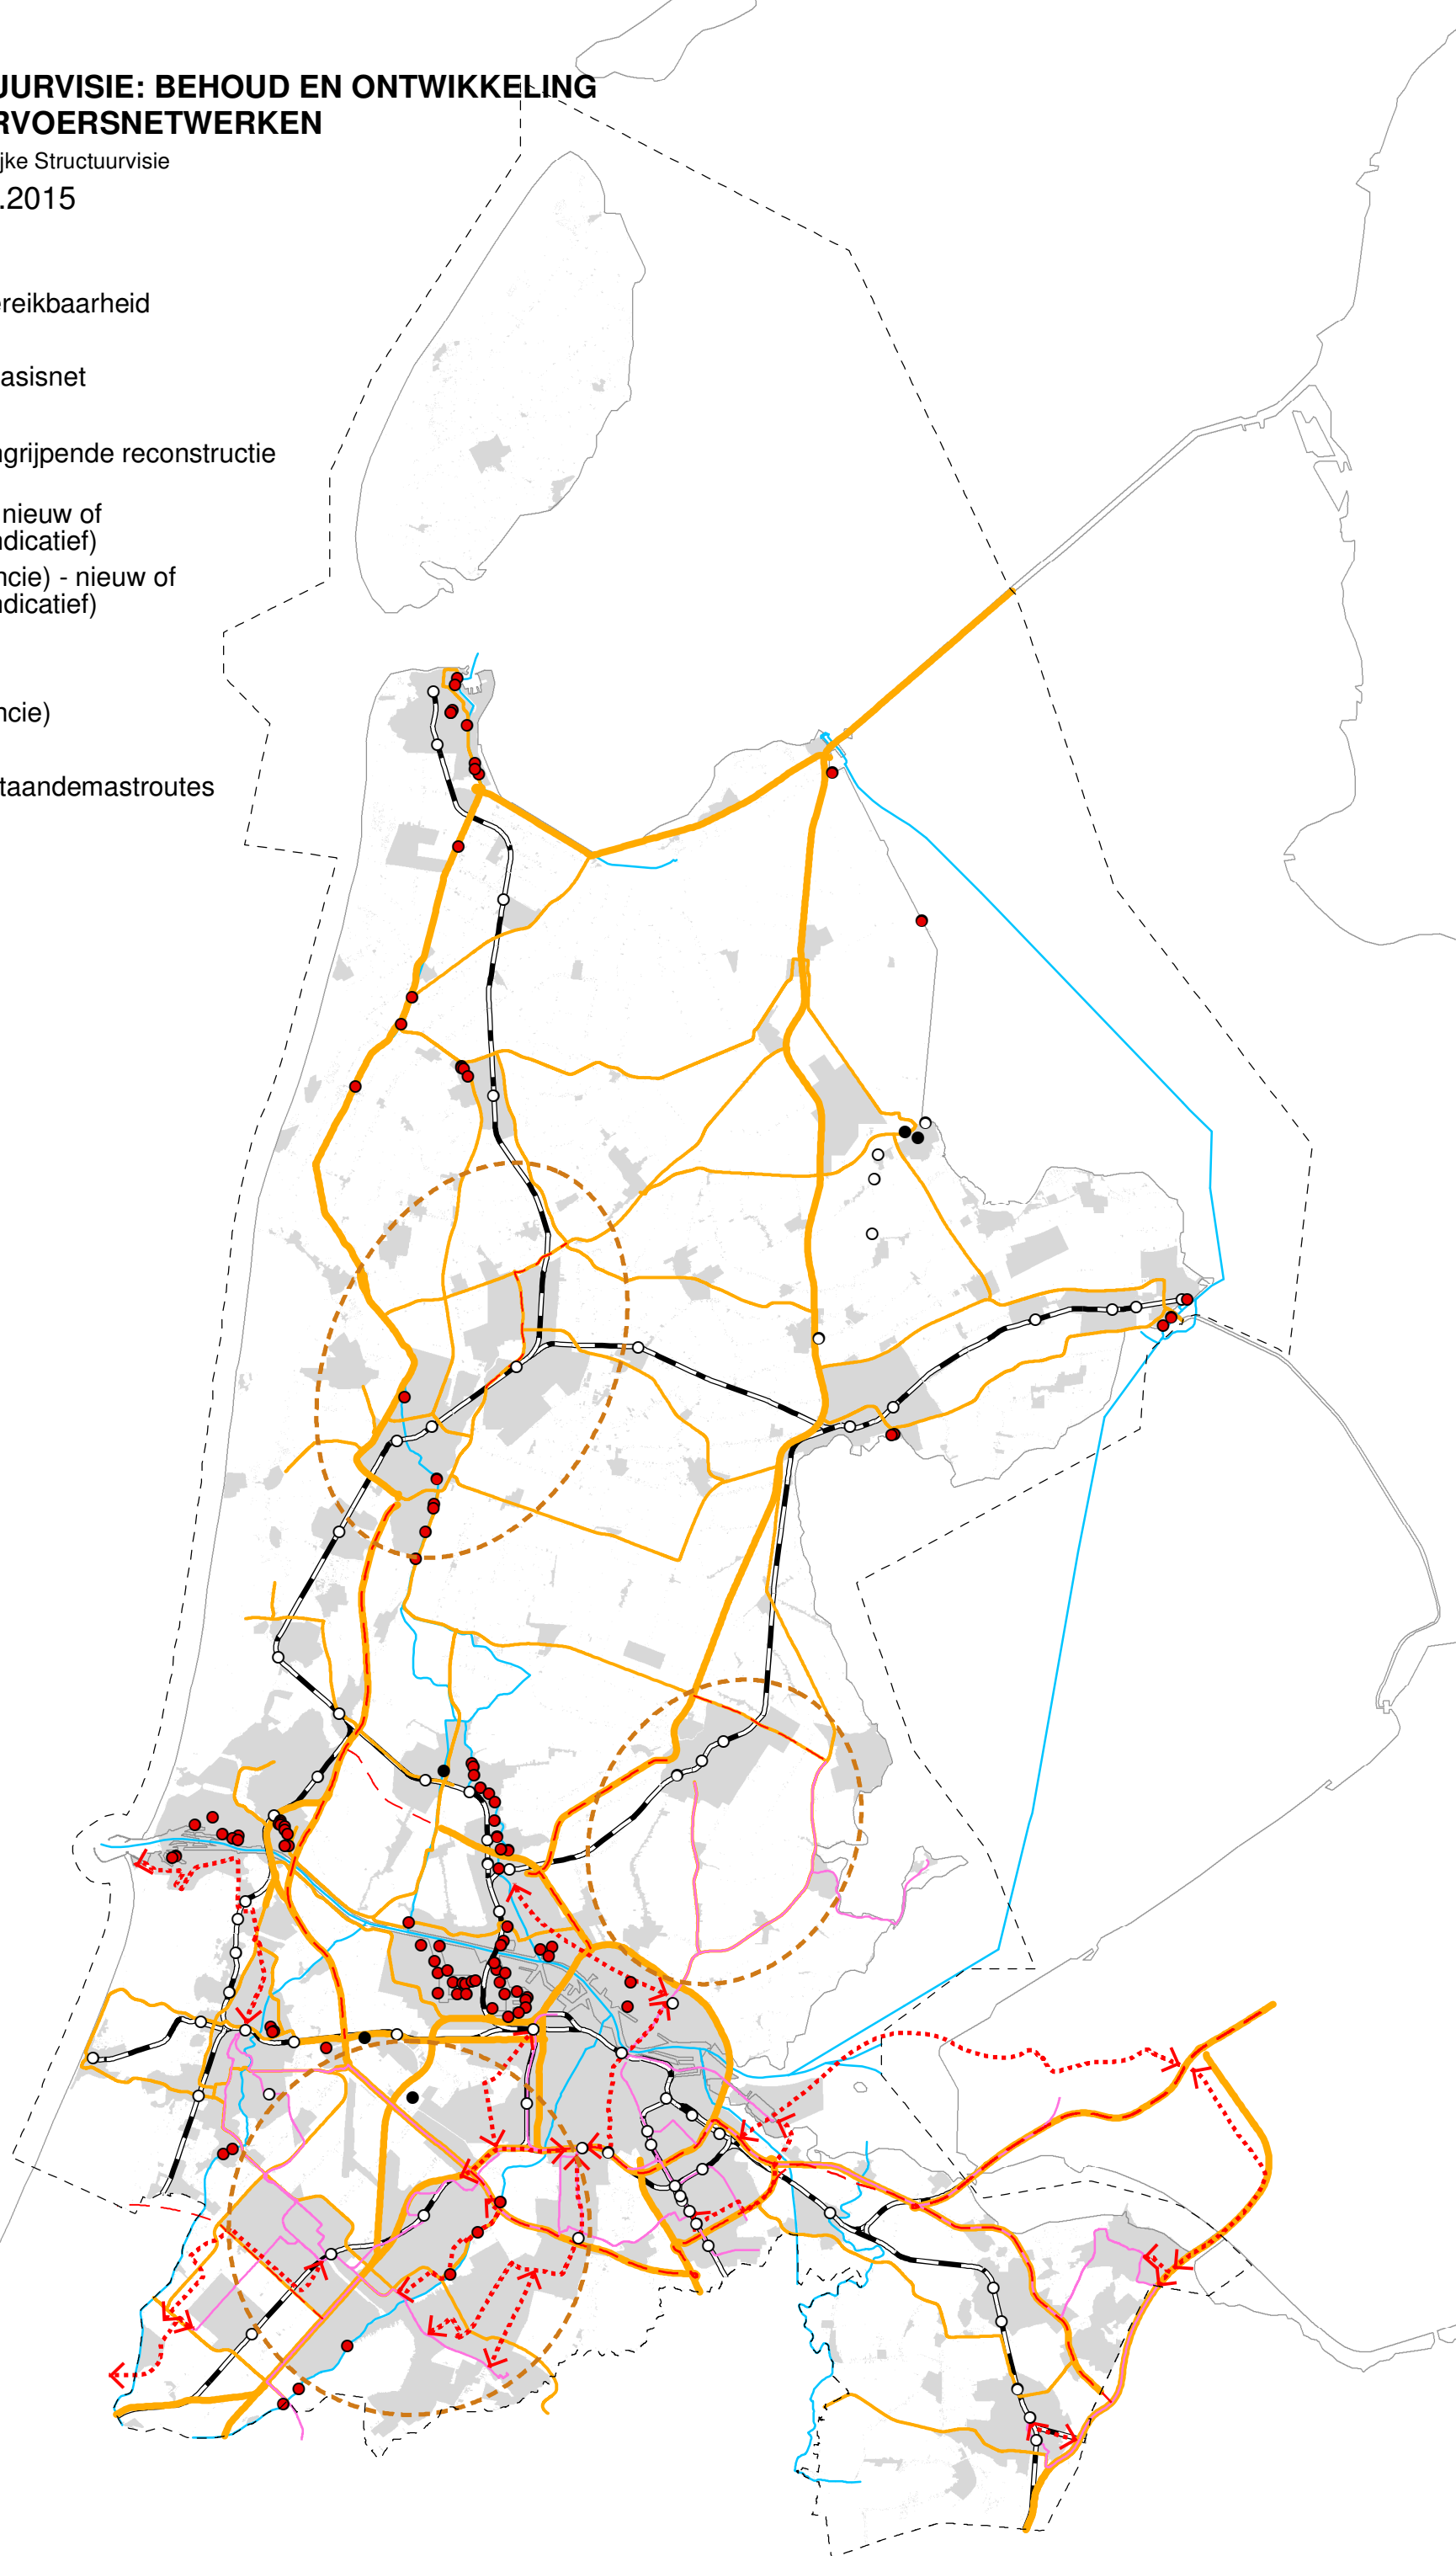 UURVISIE: BEHOUD EN ONTWIKKELING
RVOERSNETWERKEN
ijke Structuurvisie
.2015
ereikbaarheid
asisnet
ngrijpende reconstructie
nieuw of
ndicatief)
ncie) - nieuw of
ndicatief)
ncie)
taandemastroutes